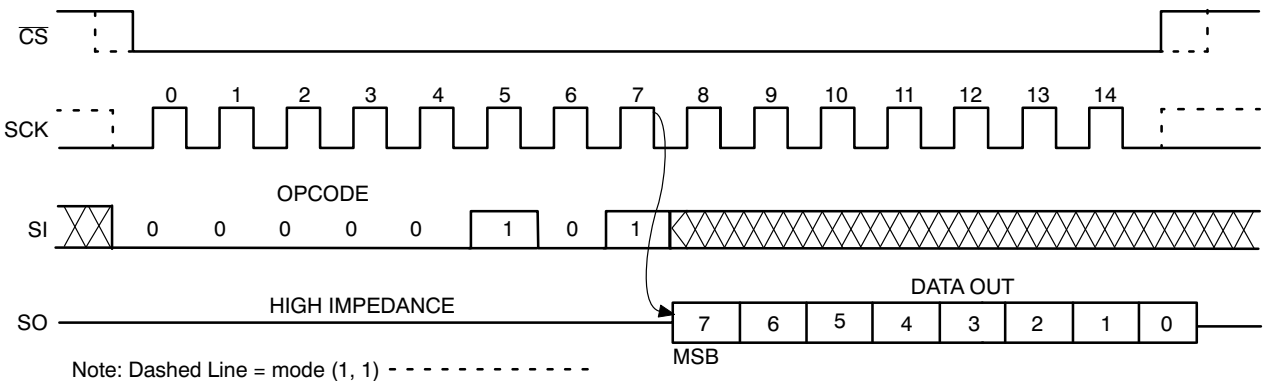 CS
0 1 2 3 4 5 6 7 8 9 10 11 12 13 14
SCK
OPCODE
SI 0 0 0 0 0 1 0 1
HIGH IMPEDANCE
DATA OUT
SO 7 6 5 4 3 2 1 0
MSB
Note: Dashed Line = mode (1, 1)